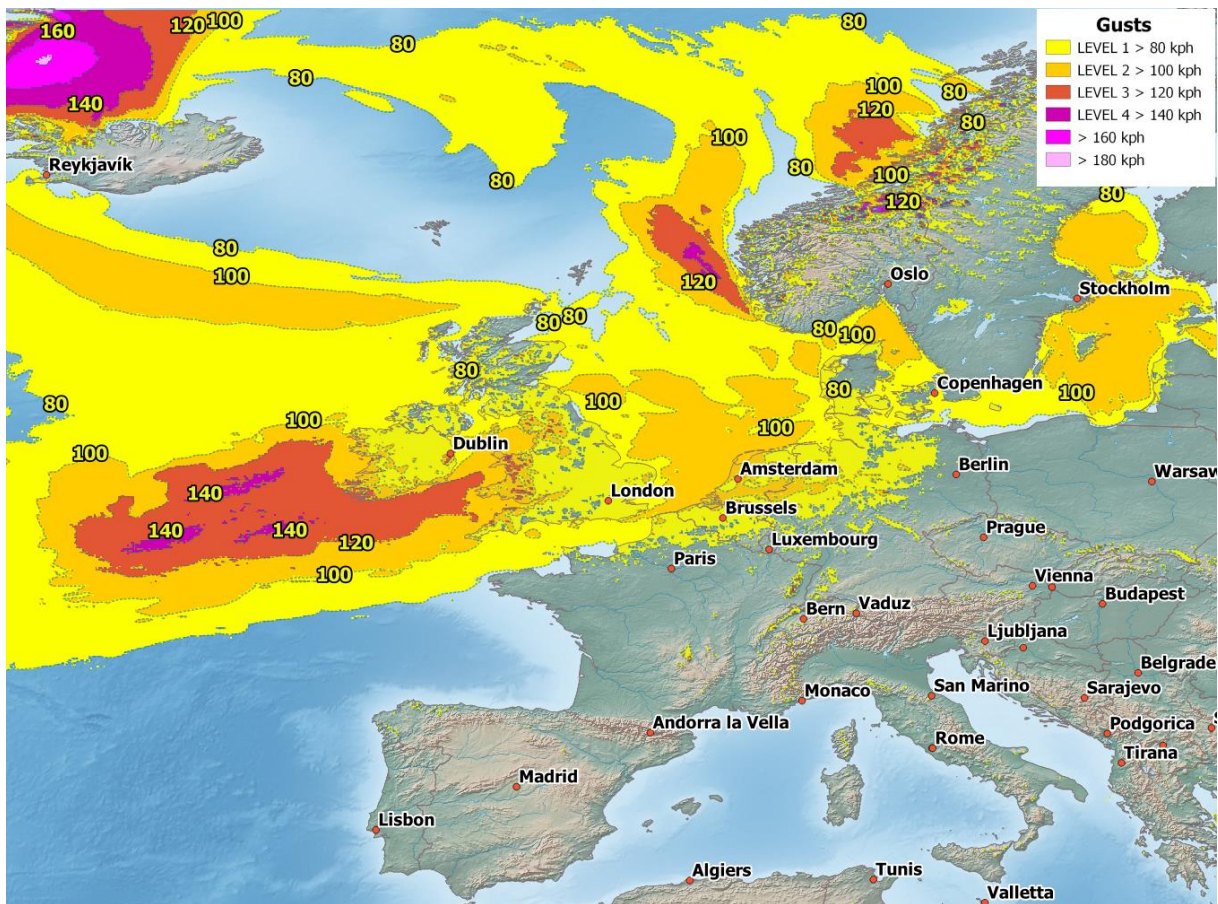 160
120
100
80
80
80
140
Reykjavík
80
100
80
80
100
120
80
100
120
100
120
80
80
80
Gusts
LEVEL 1 > 80 kph
LEVEL 2 > 100 kph
LEVEL 3 > 120 kph
LEVEL 4 > 140 kph
> 160 kph
> 180 kph
80
Oslo
Stockholm
80
80
80
100
80
80
100
100
Copenhagen
100
80
100
100
100
Dublin
140
140
140
120
100
London
Amsterdam
Brussels
Luxembourg
Paris
Berlin
Warsaw
Prague
Vienna
Budapest
Bern
Vaduz
Ljubljana
Belgrade
Monaco
San Marino
Sarajevo
Andorra la Vella
Podgorica
S
Rome
Tirana
Madrid
Lisbon
Algiers
Tunis
Valletta